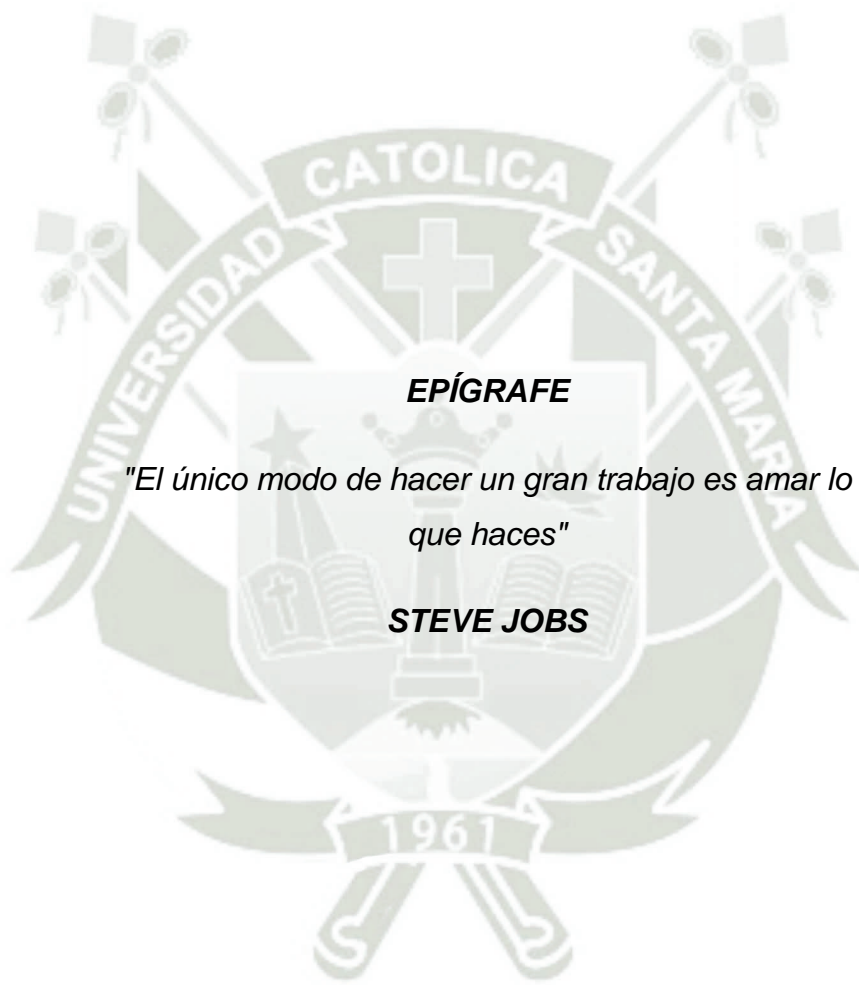 UNIVERSIDAD
CATOLICA
SANTA MARIA
EPÍGRAFE
"El único modo de hacer un gran trabajo es amar lo
que haces"
STEVE JOBS
1961